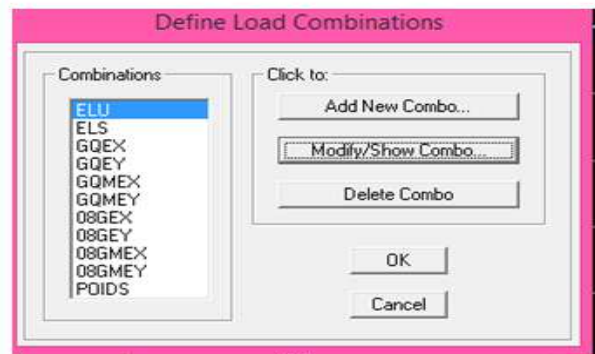 Define Load Combinations
Combinations
ELU
ELS
GQEX
GQEY
GQMEX
GQMEY
08GEX
08GEY
08GMEX
08GMEY
POIDS
Click to:
Add New Combo...
Modify/Show Combo...
Delete Combo
OK
Cancel